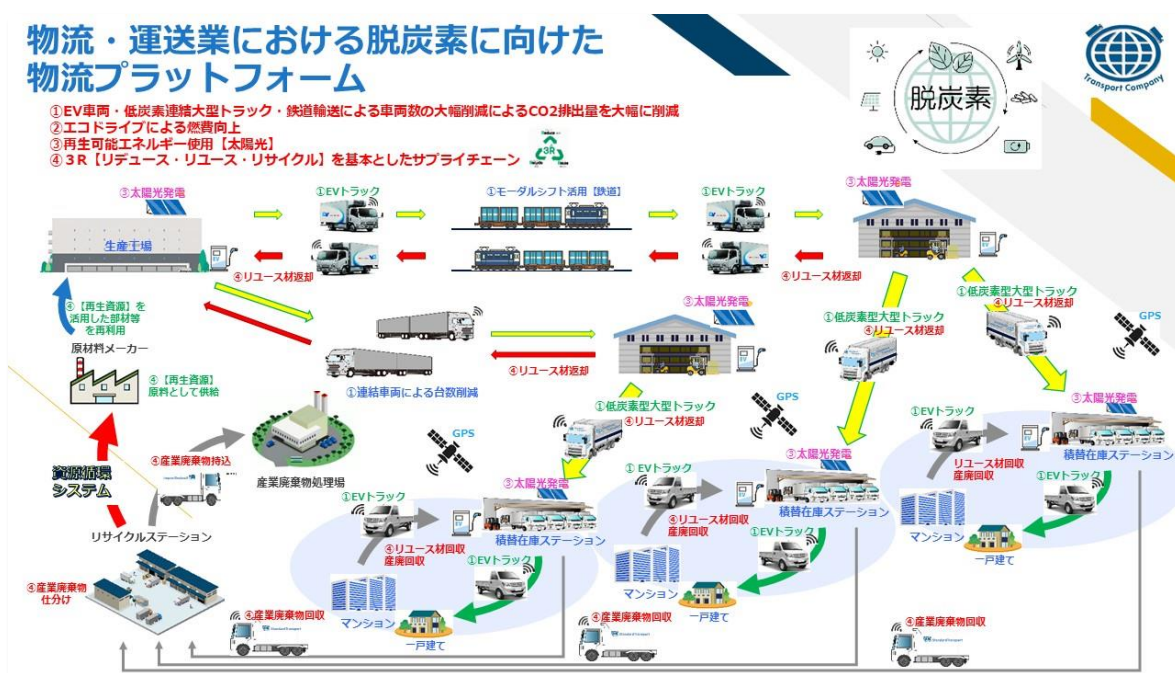 物流・運送業における脱炭素に向けた
物流プラットフォーム
Transport Company
脱炭素
①EV車両・低炭素連結大型トラック・鉄道輸送による車両数の大幅削減によるCO2排出量を大幅に削減
②エコドライブによる燃費向上
③再生可能エネルギー使用【太陽光】
④３R【リデュース・リユース・リサイクル】を基本としたサプライチェーン
3R
③太陽光発電
①EVトラック
①モーダルシフト活用【鉄道】
①EVトラック
③太陽光発電
生産工場
EV
EV
④リユース材返却
④リユース材返却
④【再生資源】を
活用した部材等
を再利用
原材料メーカー
④【再生資源】
原料として供給
①連結車両による台数削減
④リユース材返却
③太陽光発電
EV
①低炭素型大型トラック
④リユース材返却
①低炭素型大型トラック
④リユース材返却
GPS
①低炭素型大型トラック
④リユース材返却
GPS
GPS
④産業廃棄物持込
産業廃棄物処理場
資源循環
システム
リサイクルステーション
④産業廃棄物
仕分け
③太陽光発電
①EVトラック
EV
積替在庫ステーション
④リユース材回収
産廃回収
①EVトラック
マンション
一戸建て
③太陽光発電
① EVトラック
EV
積替在庫ステーション
④リユース材回収
産廃回収
①EVトラック
マンション
一戸建て
③太陽光発電
①EVトラック
EV
積替在庫ステーション
リユース材回収
産廃回収
①EVトラック
マンション
一戸建て
④産業廃棄物回収
④産業廃棄物回収
④産業廃棄物回収